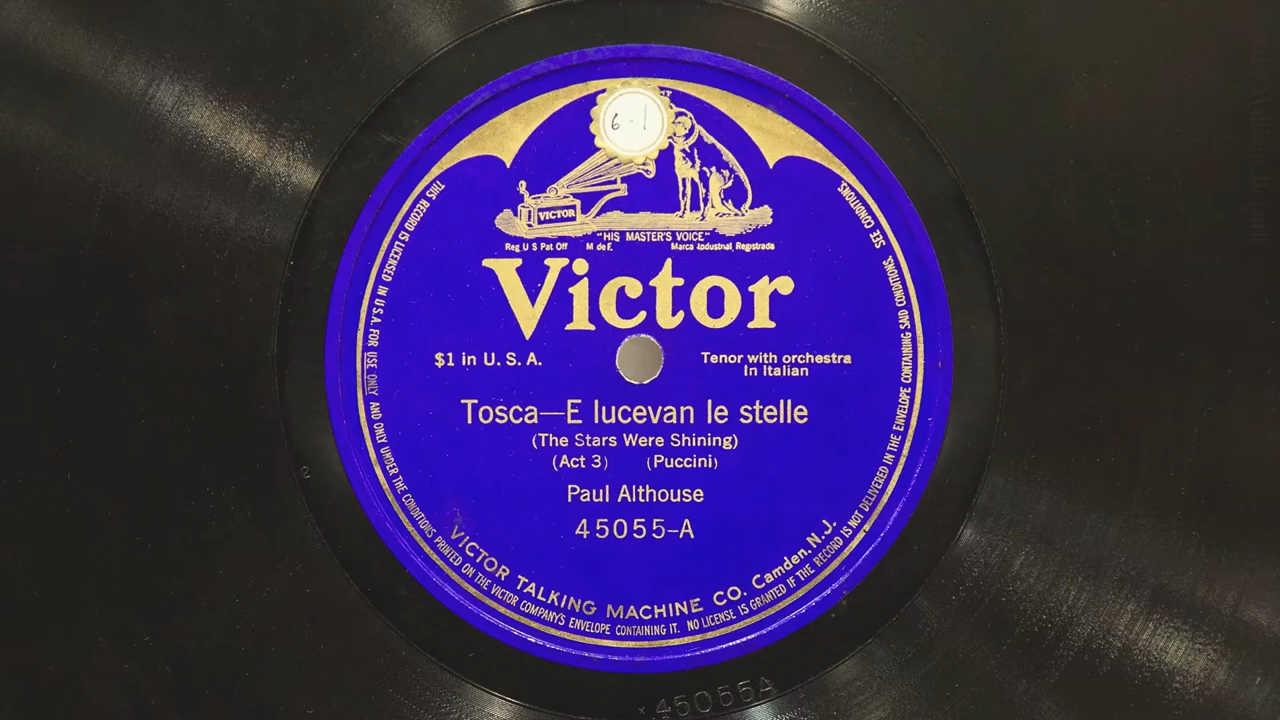 6-1
VICTOR
"HIS MASTER'S VOICE"
Reg. U S Pat Off M de F. Marca Industrial Registrada
Victor
$1 in U. S. A.
Tenor with orchestra
In Italian
Tosca—E lucevan le stelle
(The Stars Were Shining)
(Act 3) (Puccini)
Paul Althouse
45055-A
VICTOR TALKING MACHINE CO. Camden, N.J.
THIS RECORD IS LICENSED IN U.S.A. FOR USE ONLY AND ONLY UNDER THE CONDITIONS PRINTED ON THE VICTOR COMPANY'S ENVELOPE CONTAINING IT. NO LICENSE IS GRANTED IF THE RECORD IS NOT DELIVERED IN THE ENVELOPE CONTAINING SAID CONDITIONS. SEE CONDITIONS.
2
45055A